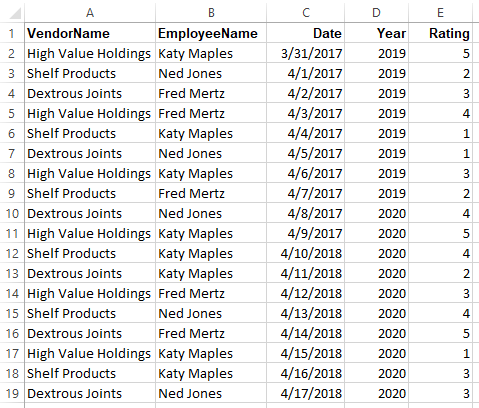 A B C D E
1 VendorName EmployeeName Date Year Rating
2 High Value Holdings Katy Maples 3/31/2017 2019 5
3 Shelf Products Ned Jones 4/1/2017 2019 2
4 Dextrous Joints Fred Mertz 4/2/2017 2019 3
5 High Value Holdings Fred Mertz 4/3/2017 2019 4
6 Shelf Products Katy Maples 4/4/2017 2019 1
7 Dextrous Joints Ned Jones 4/5/2017 2019 1
8 High Value Holdings Katy Maples 4/6/2017 2019 3
9 Shelf Products Fred Mertz 4/7/2017 2019 2
10 Dextrous Joints Ned Jones 4/8/2017 2020 4
11 High Value Holdings Katy Maples 4/9/2017 2020 5
12 Shelf Products Katy Maples 4/10/2018 2020 4
13 Dextrous Joints Katy Maples 4/11/2018 2020 2
14 High Value Holdings Fred Mertz 4/12/2018 2020 3
15 Shelf Products Ned Jones 4/13/2018 2020 4
16 Dextrous Joints Fred Mertz 4/14/2018 2020 5
17 High Value Holdings Katy Maples 4/15/2018 2020 1
18 Shelf Products Katy Maples 4/16/2018 2020 3
19 Dextrous Joints Ned Jones 4/17/2018 2020 3